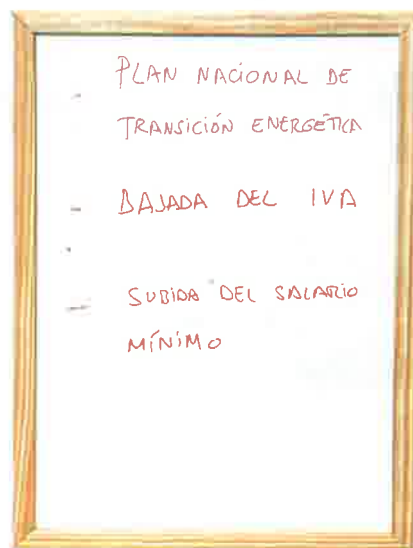 PLAN NACIONAL DE
TRANSICIÓN ENERGÉTICA
BAJADA DEL IVA
SUBIDA DEL SALARIO
MÍNIMO